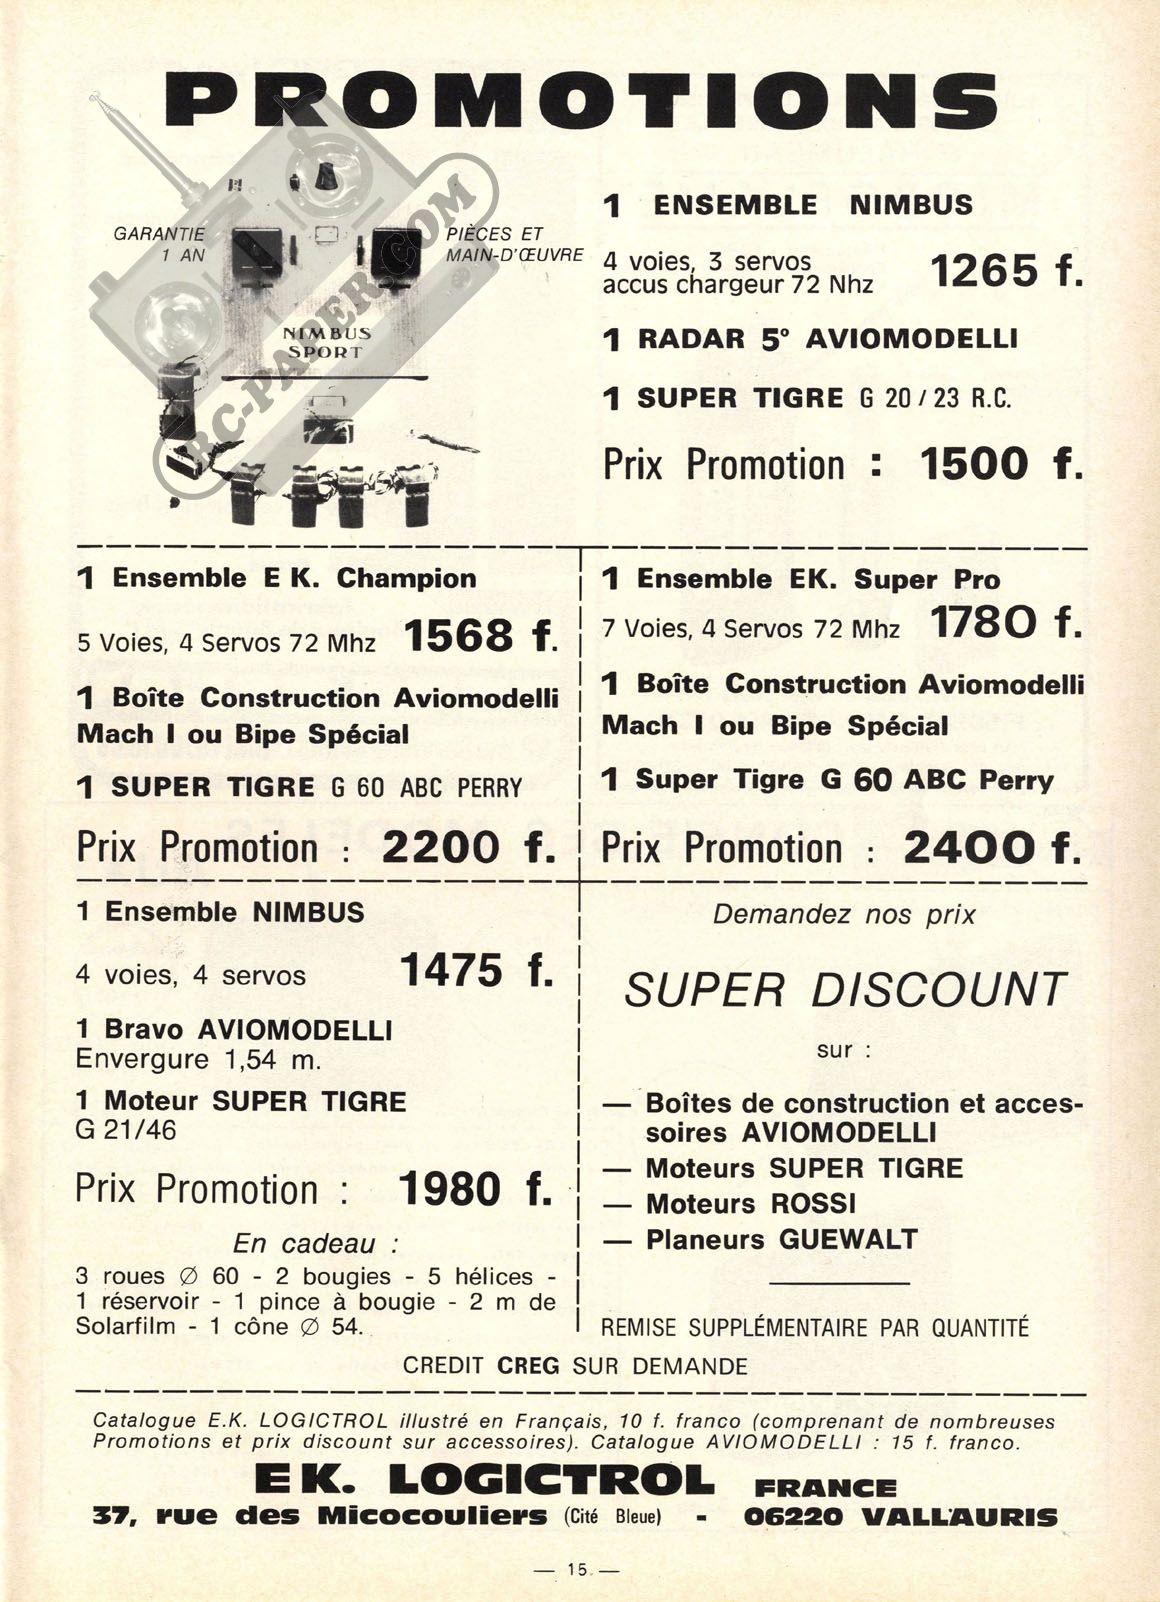 PROMOTIONS
GARANTIE
1 AN
PIÈCES ET
MAIN-D'ŒUVRE
NIMBUS
SPORT
RC-PAPER.COM
1 ENSEMBLE NIMBUS
4 voies, 3 servos
accus chargeur 72 Nhz 1265 f.
1 RADAR 5° AVIOMODELLI
1 SUPER TIGRE G 20 / 23 R.C.
Prix Promotion : 1500 f.
1 Ensemble E K. Champion
5 Voies, 4 Servos 72 Mhz 1568 f.
1 Boîte Construction Aviomodelli
Mach I ou Bipe Spécial
1 SUPER TIGRE G 60 ABC PERRY
Prix Promotion : 2200 f.
1 Ensemble EK. Super Pro
7 Voies, 4 Servos 72 Mhz 1780 f.
1 Boîte Construction Aviomodelli
Mach I ou Bipe Spécial
1 Super Tigre G 60 ABC Perry
Prix Promotion : 2400 f.
1 Ensemble NIMBUS
4 voies, 4 servos 1475 f.
1 Bravo AVIOMODELLI
Envergure 1,54 m.
1 Moteur SUPER TIGRE
G 21/46
Prix Promotion : 1980 f.
En cadeau :
3 roues ∅ 60 - 2 bougies - 5 hélices -
1 réservoir - 1 pince à bougie - 2 m de
Solarfilm - 1 cône ∅ 54.
Demandez nos prix
SUPER DISCOUNT
sur :
— Boîtes de construction et acces-
soires AVIOMODELLI
— Moteurs SUPER TIGRE
— Moteurs ROSSI
— Planeurs GUEWALT
REMISE SUPPLÉMENTAIRE PAR QUANTITÉ
CREDIT CREG SUR DEMANDE
Catalogue E.K. LOGICTROL illustré en Français, 10 f. franco (comprenant de nombreuses
Promotions et prix discount sur accessoires). Catalogue AVIOMODELLI : 15 f. franco.
EK. LOGICTROL FRANCE
37, rue des Micocouliers (Cité Bleue) - 06220 VALLAURIS
— 15 —